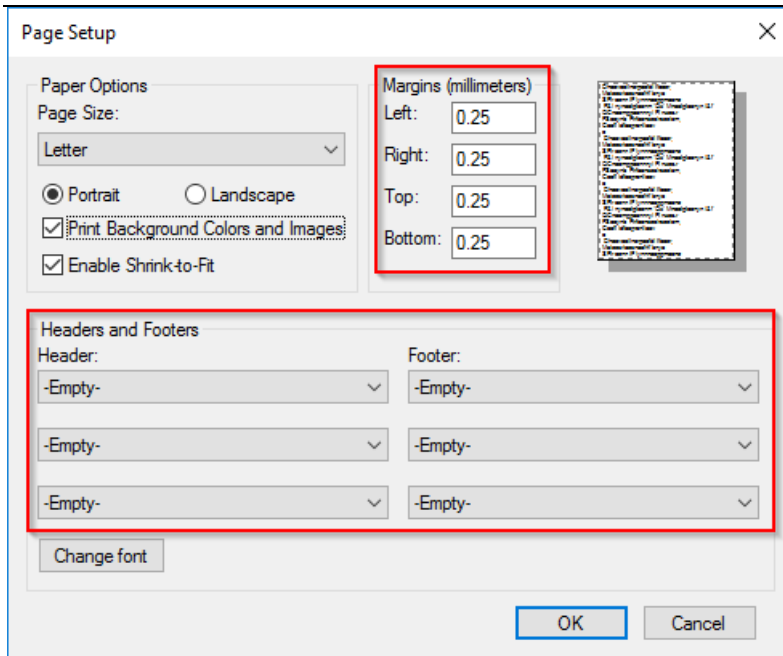 Page Setup
Paper Options
Page Size:
Letter
Portrait
Landscape
Print Background Colors and Images
Enable Shrink-to-Fit
Margins (millimeters)
Left: 0.25
Right: 0.25
Top: 0.25
Bottom: 0.25
Headers and Footers
Header: Footer:
-Empty- -Empty-
-Empty- -Empty-
-Empty- -Empty-
Change font
OK Cancel